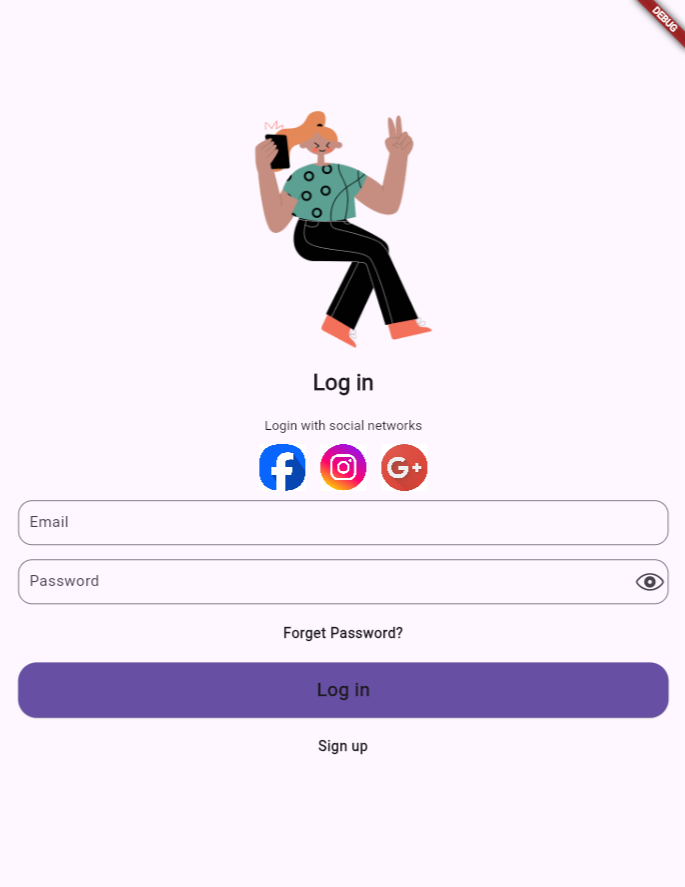 DEBUG
Log in
Login with social networks
G+
Email
Password
Forget Password?
Log in
Sign up